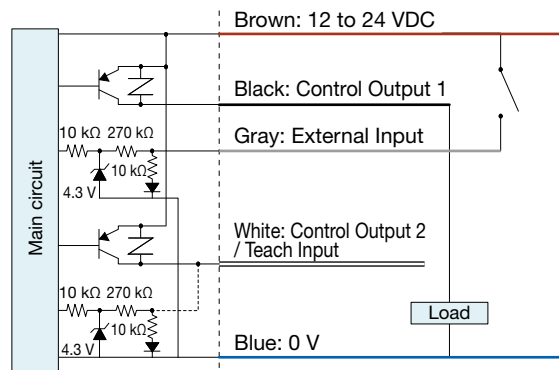 Brown: 12 to 24 VDC
Black: Control Output 1
10 kΩ
270 kΩ
Gray: External Input
10 kΩ
4.3 V
Main circuit
White: Control Output 2
/ Teach Input
10 kΩ
270 kΩ
10 kΩ
Load
4.3 V
Blue: 0 V